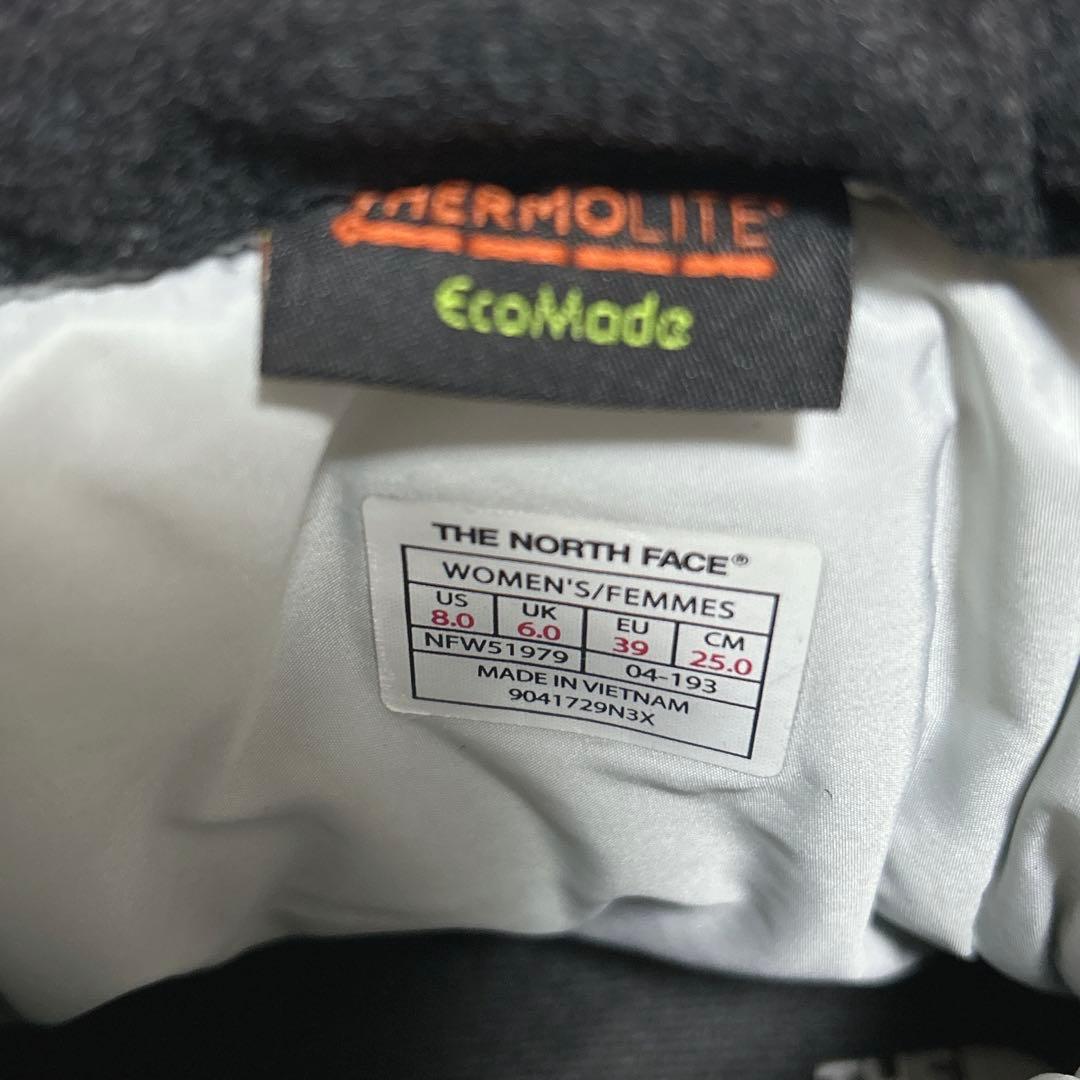 THERMOLITE®
EcoMade
THE NORTH FACE®
WOMEN'S/FEMMES
US UK EU CM
8.0 6.0 39 25.0
NFW51979 04-193
MADE IN VIETNAM
9041729N3X